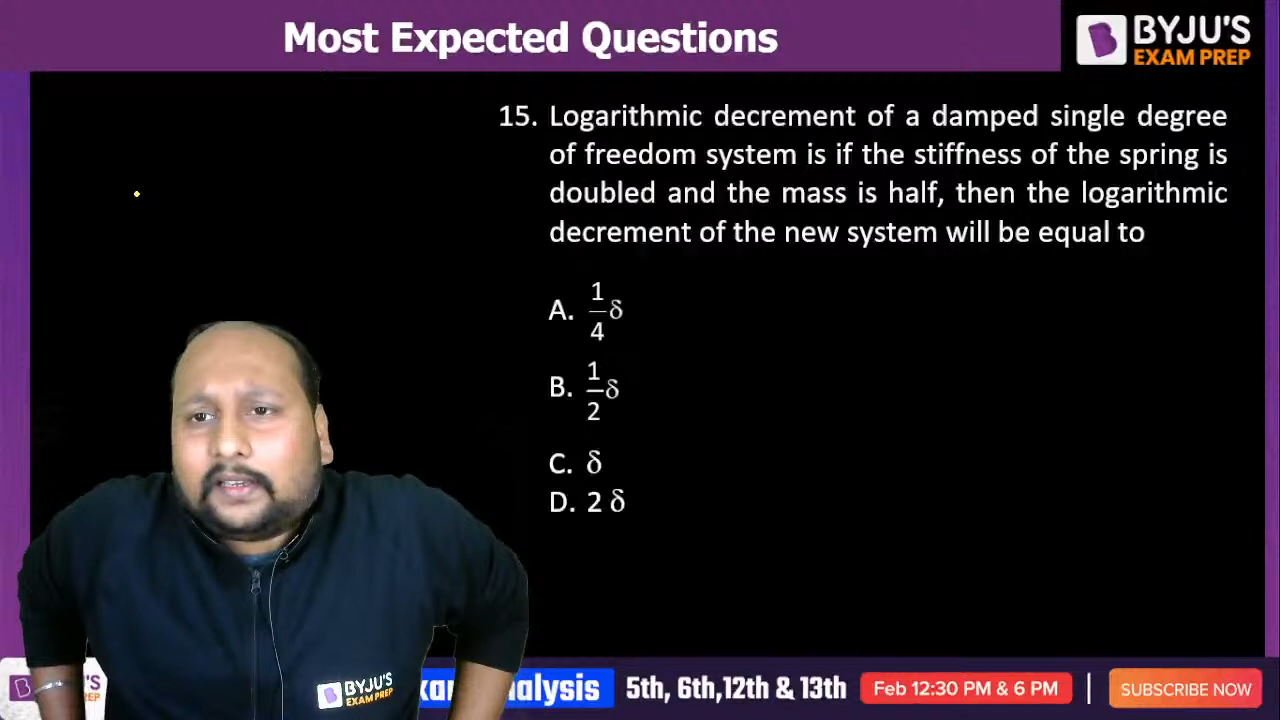 Most Expected Questions
BYJU'S
EXAM PREP
15. Logarithmic decrement of a damped single degree
of freedom system is if the stiffness of the spring is
doubled and the mass is half, then the logarithmic
decrement of the new system will be equal to
A. 1/4 δ
B. 1/2 δ
C. δ
D. 2 δ
BYJU'S
EXAM PREP
5th, 6th,12th & 13th
Feb 12:30 PM & 6 PM
SUBSCRIBE NOW